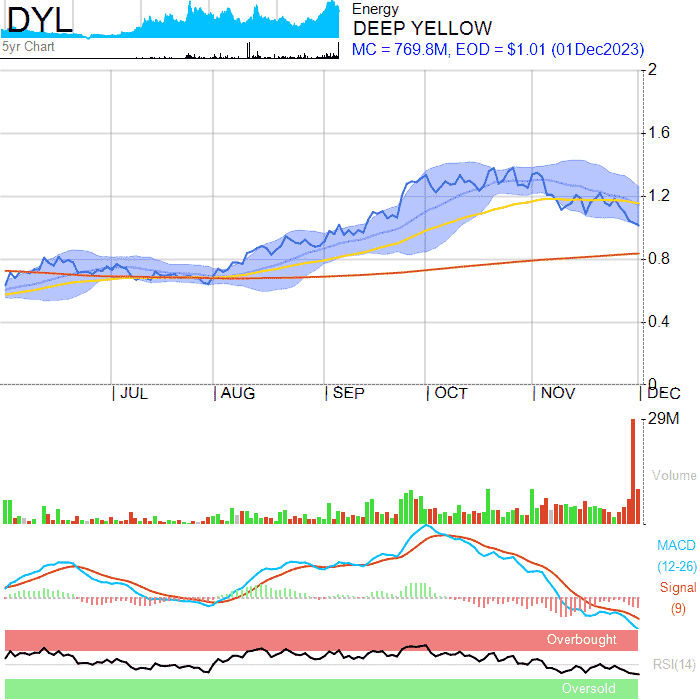 DYL
5yr Chart
Energy
DEEP YELLOW
MC = 769.8M, EOD = $1.01 (01Dec2023)
2
1.6
1.2
0.8
0.4
0
JUL AUG SEP OCT NOV DEC
29M
Volume
MACD
(12-26)
Signal
(9)
Overbought
RSI(14)
Oversold